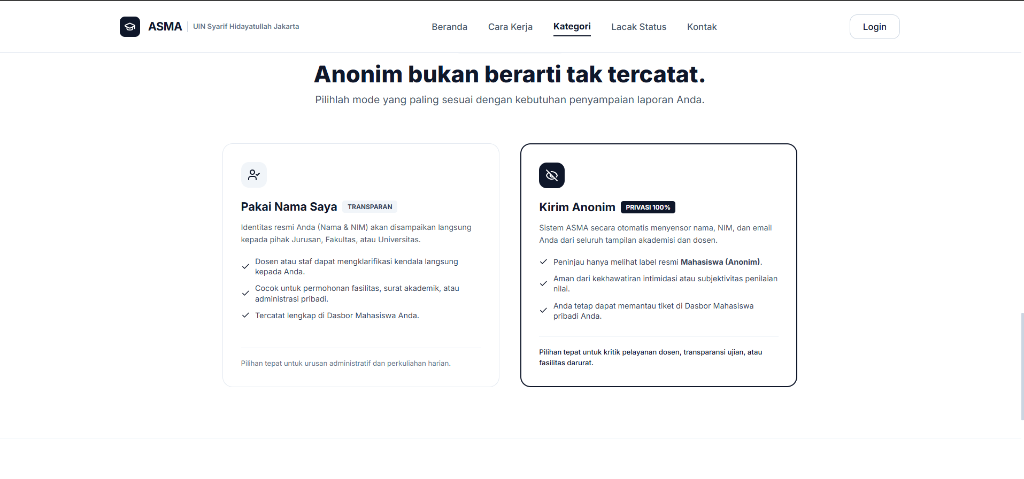 ASMA
UIN Syarif Hidayatullah Jakarta
Beranda
Cara Kerja
Kategori
Lacak Status
Kontak
Login
Anonim bukan berarti tak tercatat.
Pilihlah mode yang paling sesuai dengan kebutuhan penyampaian laporan Anda.
Pakai Nama Saya
TRANSPARAN
Identitas resmi Anda (Nama & NIM) akan disampaikan langsung
kepada pihak Jurusan, Fakultas, atau Universitas.
Dosen atau staf dapat mengklarifikasi kendala langsung
kepada Anda.
Cocok untuk permohonan fasilitas, surat akademik, atau
administrasi pribadi.
Tercatat lengkap di Dasbor Mahasiswa Anda.
Pilihan tepat untuk urusan administratif dan perkuliahan harian.
Kirim Anonim
PRIVASI 100%
Sistem ASMA secara otomatis menyensor nama, NIM, dan email
Anda dari seluruh tampilan akademisi dan dosen.
Peninjau hanya melihat label resmi Mahasiswa (Anonim).
Aman dari kekhawatiran intimidasi atau subjektivitas penilaian
nilai.
Anda tetap dapat memantau tiket di Dasbor Mahasiswa
pribadi Anda.
Pilihan tepat untuk kritik pelayanan dosen, transparansi ujian, atau
fasilitas darurat.